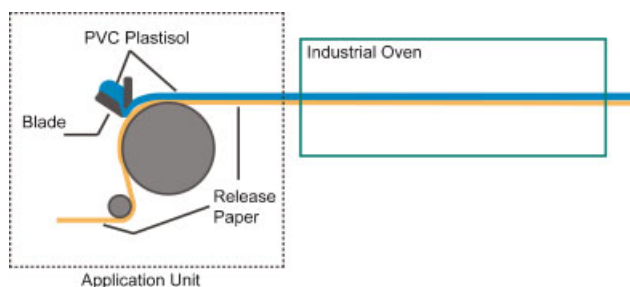 PVC Plastisol
Industrial Oven
Blade
Release
Paper
Application Unit